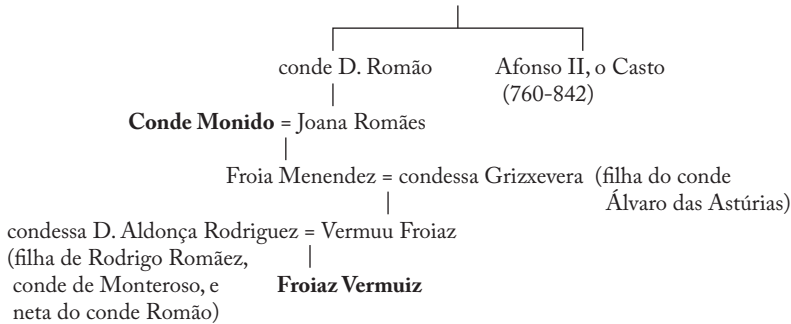 conde D. Romão Afonso II, o Casto
(760-842)
Conde Monido = Joana Romães
Froia Menendez = condessa Grizxevera (filha do conde
Álvaro das Astúrias)
condessa D. Aldonça Rodriguez = Vermuu Froiaz
(filha de Rodrigo Romãez,
conde de Monteroso, e Froiaz Vermuiz
neta do conde Romão)